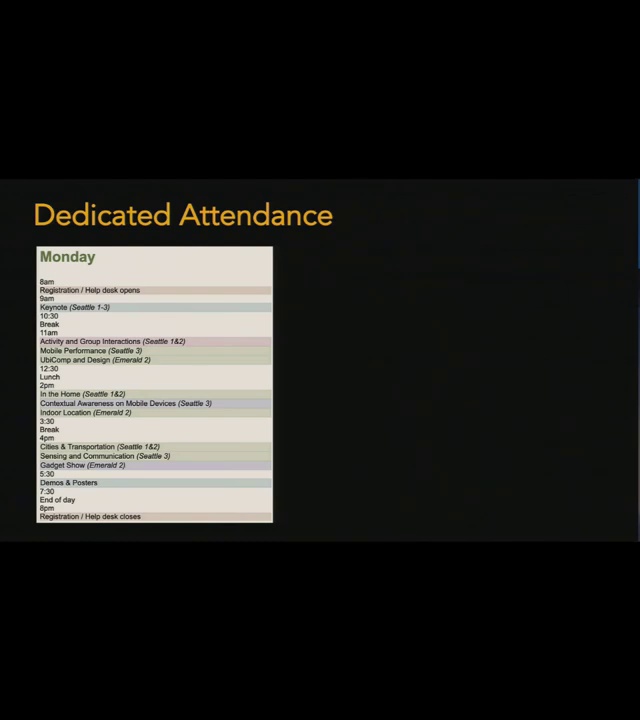 Dedicated Attendance
Monday
8am
Registration / Help desk opens
9am
Keynote (Seattle 1-3)
10:30
Break
11am
Activity and Group Interactions (Seattle 1&2)
Mobile Performance (Seattle 3)
UbiComp and Design (Emerald 2)
12:30
Lunch
2pm
In the Home (Seattle 1&2)
Contextual Awareness on Mobile Devices (Seattle 3)
Indoor Location (Emerald 2)
3:30
Break
4pm
Cities & Transportation (Seattle 1&2)
Sensing and Communication (Seattle 3)
Gadget Show (Emerald 2)
5:30
Demos & Posters
7:30
End of day
8pm
Registration / Help desk closes